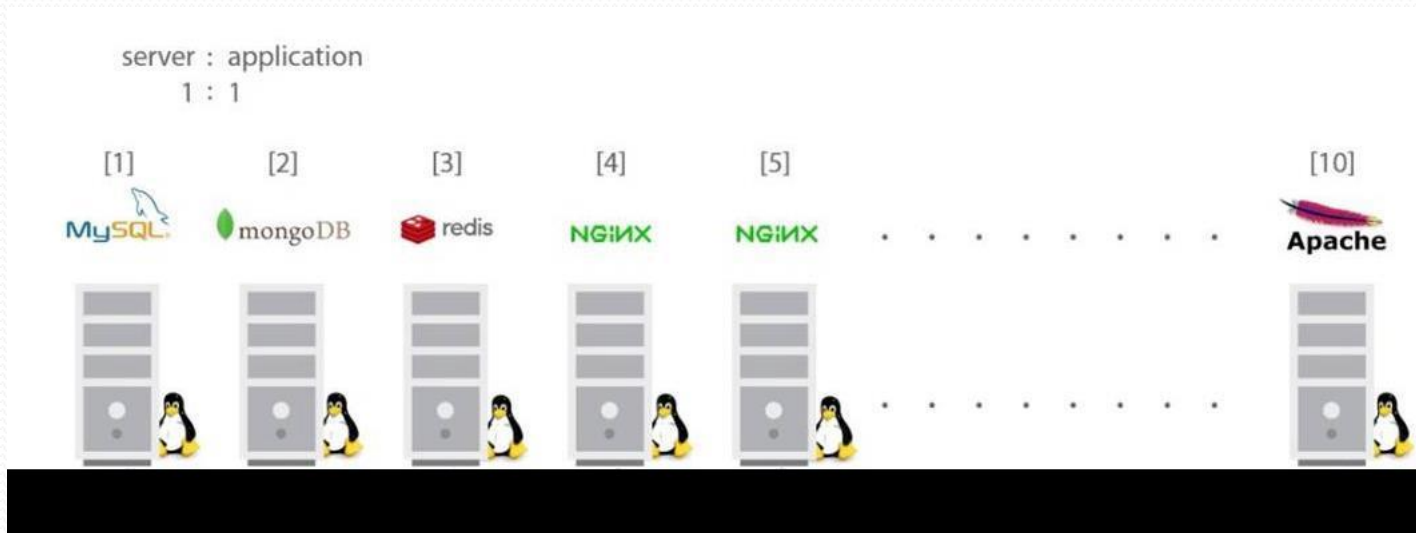 server : application
1 : 1
[1] [2] [3] [4] [5] [10]
MySQL. mongoDB redis NGINX NGINX . . . . . . . . Apache